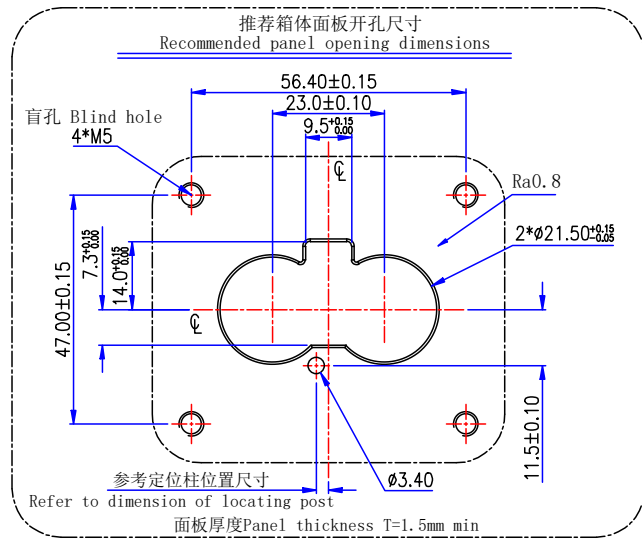 推荐箱体面板开孔尺寸
Recommended panel opening dimensions
56.40±0.15
23.0±0.10
9.5+0.15 0.00
盲孔 Blind hole
4*M5
℄
Ra0.8
2*Ø21.50+0.15 -0.05
47.00±0.15
7.3+0.15 0.00
14.0+0.15 0.00
℄
11.5±0.10
参考定位柱位置尺寸
Ø3.40
Refer to dimension of locating post
面板厚度Panel thickness T=1.5mm min